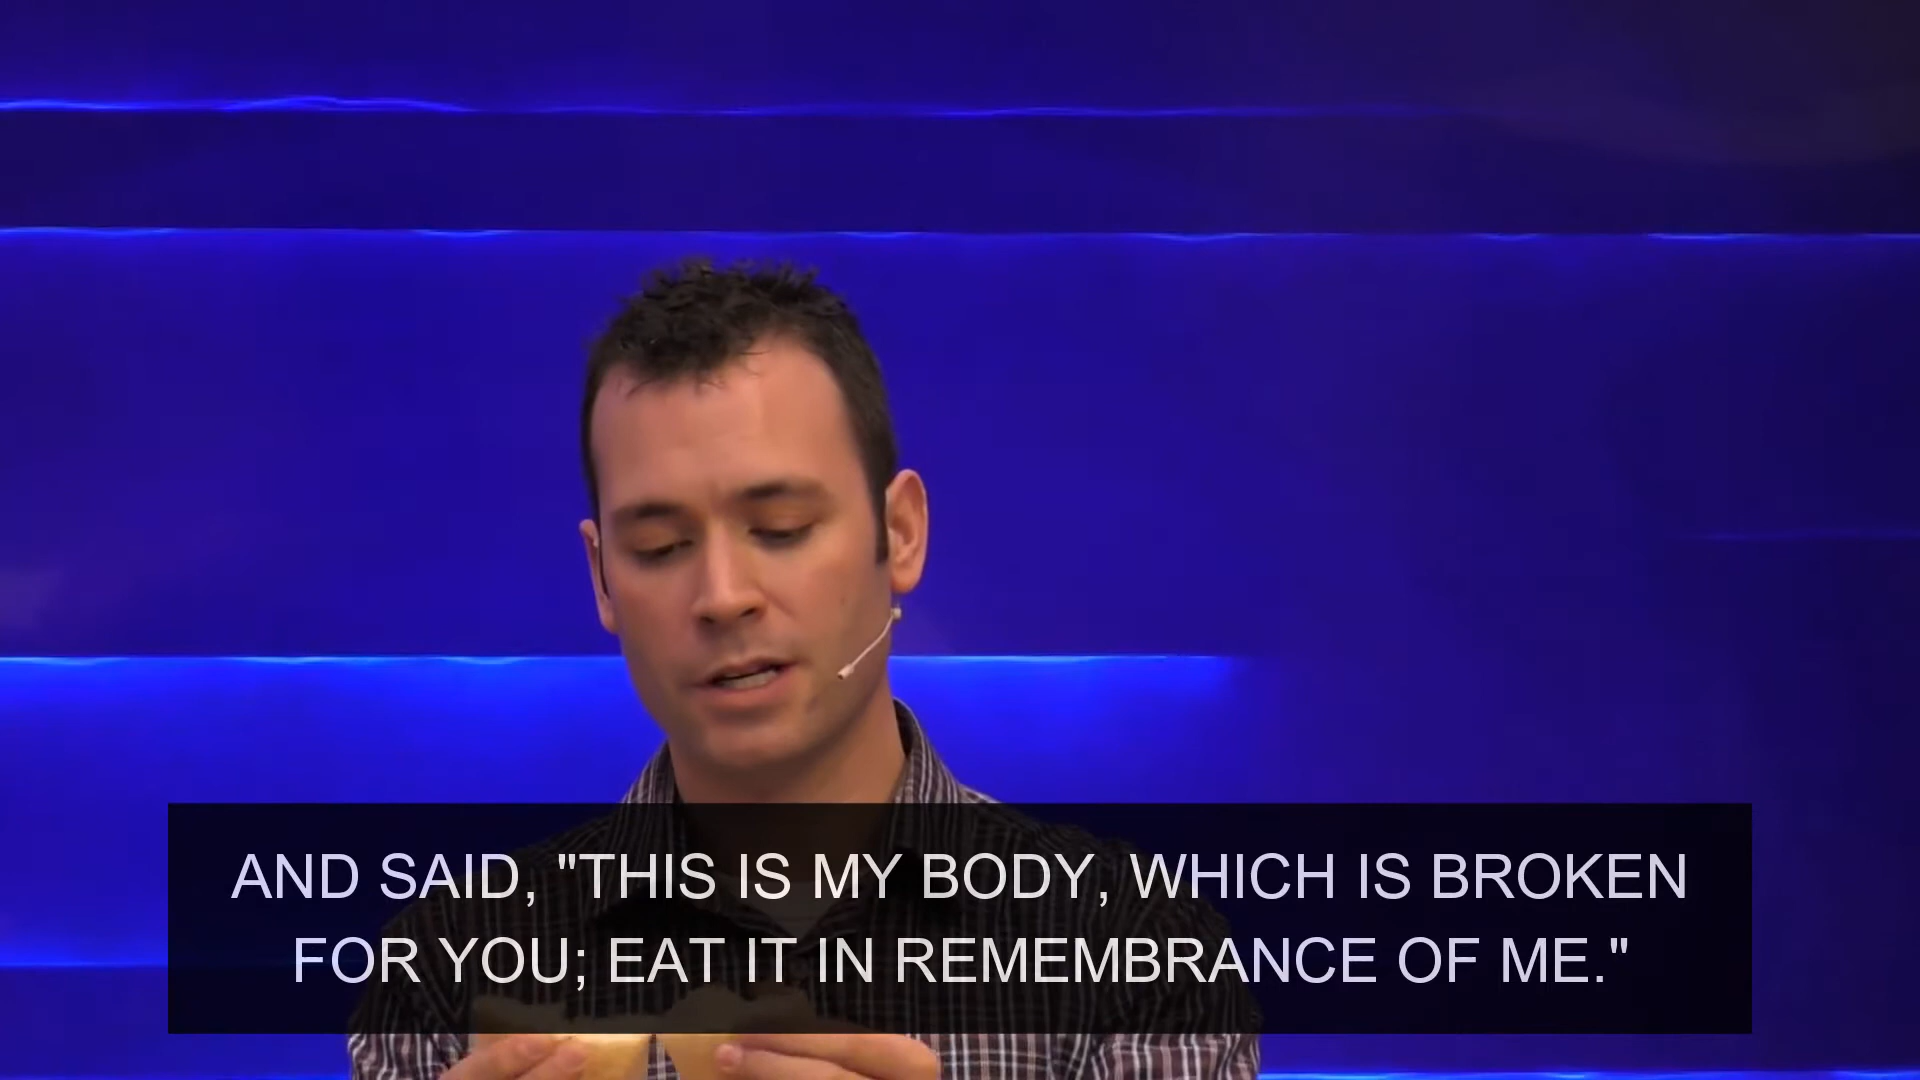 AND SAID, "THIS IS MY BODY, WHICH IS BROKEN
FOR YOU; EAT IT IN REMEMBRANCE OF ME."